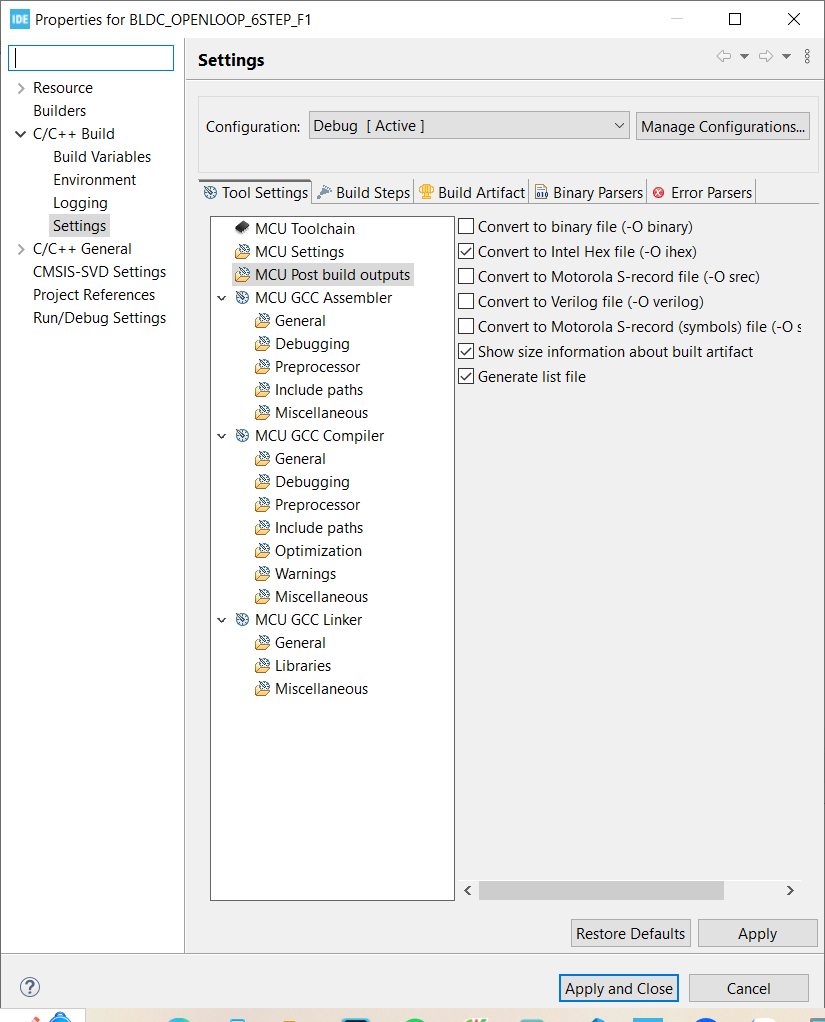 IDE Properties for BLDC_OPENLOOP_6STEP_F1
Resource
Builders
C/C++ Build
Build Variables
Environment
Logging
Settings
C/C++ General
CMSIS-SVD Settings
Project References
Run/Debug Settings
Settings
Configuration: Debug [ Active ] Manage Configurations...
Tool Settings Build Steps Build Artifact Binary Parsers Error Parsers
MCU Toolchain
MCU Settings
MCU Post build outputs
MCU GCC Assembler
General
Debugging
Preprocessor
Include paths
Miscellaneous
MCU GCC Compiler
General
Debugging
Preprocessor
Include paths
Optimization
Warnings
Miscellaneous
MCU GCC Linker
General
Libraries
Miscellaneous
Convert to binary file (-O binary)
Convert to Intel Hex file (-O ihex)
Convert to Motorola S-record file (-O srec)
Convert to Verilog file (-O verilog)
Convert to Motorola S-record (symbols) file (-O s
Show size information about built artifact
Generate list file
Restore Defaults Apply
? Apply and Close Cancel